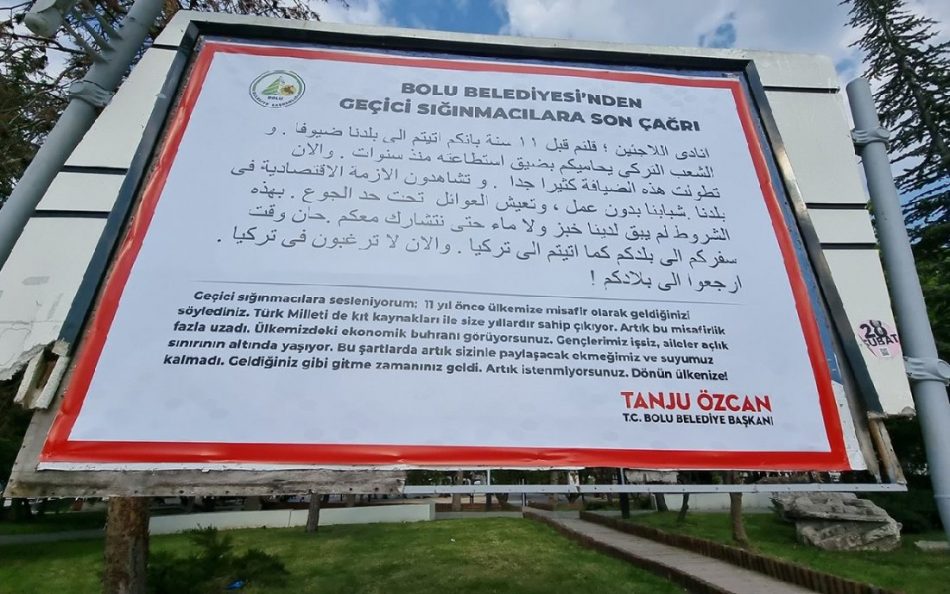 BOLU BELEDİYESİ'NDEN
GEÇİCİ SIĞINMACILARA SON ÇAĞRI
انادى اللاجئين ؛ قلتم قبل ١١ سنة بانكم اتيتم الى بلدنا ضيوفا . و
الشعب التركى يحاميكم بضيق استطاعته منذ سنوات . والان
تطولت هذه الضيافة كثيرا جدا . و تشاهدون الازمة الاقتصادية فى
بلدنا .شبابنا بدون عمل ، وتعيش العوائل تحت حد الجوع . بهذه
الشروط لم يبق لدينا خبز ولا ماء حتى نتشارك معكم .حان وقت
سفركم الى بلدكم كما اتيتم الى تركيا . والان لا ترغبون فى تركيا .
ارجعوا الى بلادكم !
Geçici sığınmacılara sesleniyorum; 11 yıl önce ülkemize misafir olarak geldiğinizi
söylediniz. Türk Milleti de kıt kaynakları ile size yıllardır sahip çıkıyor. Artık bu misafirlik
fazla uzadı. Ülkemizdeki ekonomik buhranı görüyorsunuz. Gençlerimiz işsiz, aileler açlık
sınırının altında yaşıyor. Bu şartlarda artık sizinle paylaşacak ekmeğimiz ve suyumuz
kalmadı. Geldiğiniz gibi gitme zamanınız geldi. Artık istenmiyorsunuz. Dönün ülkenize!
TANJU ÖZCAN
T.C. BOLU BELEDİYE BAŞKANI
BOLU
28
ŞUBAT